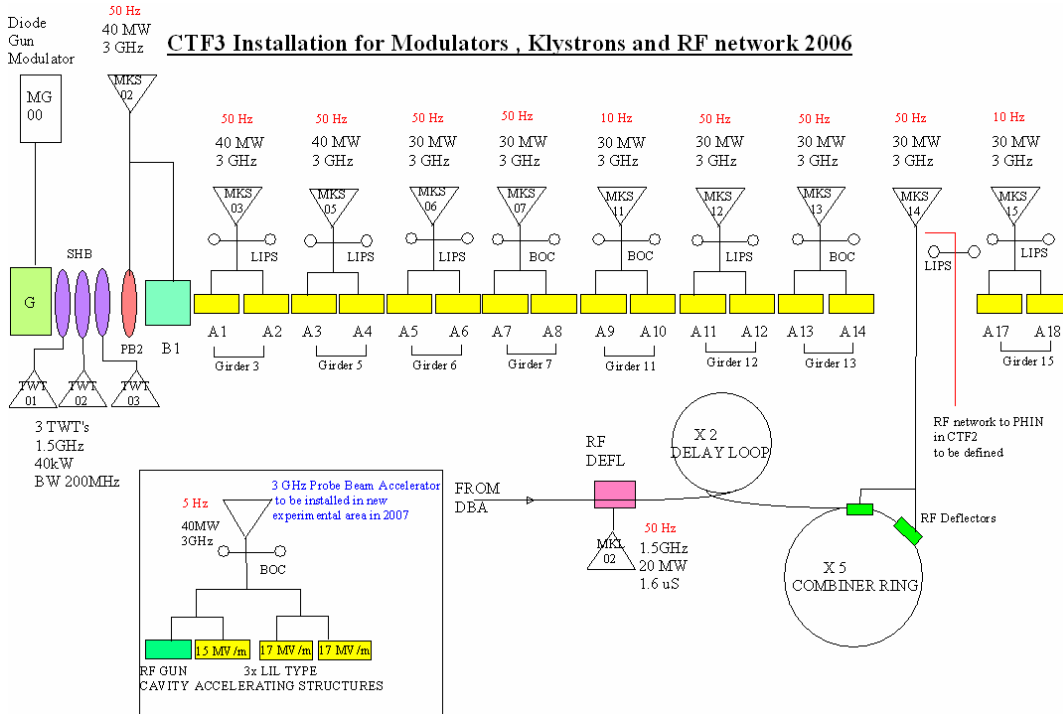 CTF3 Installation for Modulators , Klystrons and RF network 2006
Diode
Gun
Modulator
MG
00
50 Hz
40 MW
3 GHz
MKS
02
50 Hz
40 MW
3 GHz
MKS
03
LIPS
50 Hz
40 MW
3 GHz
MKS
05
LIPS
50 Hz
30 MW
3 GHz
MKS
06
LIPS
50 Hz
30 MW
3 GHz
MKS
07
BOC
10 Hz
30 MW
3 GHz
MKS
11
BOC
50 Hz
30 MW
3 GHz
MKS
12
LIPS
50 Hz
30 MW
3 GHz
MKS
13
BOC
50 Hz
30 MW
3 GHz
MKS
14
LIPS
10 Hz
30 MW
3 GHz
MKS
15
LIPS
SHB
G
PB2
B1
A1 A2
Girder 3
A3 A4
Girder 5
A5 A6
Girder 6
A7 A8
Girder 7
A9 A10
Girder 11
A11 A12
Girder 12
A13 A14
Girder 13
A17 A18
Girder 15
TWT
01
TWT
02
TWT
03
3 TWT's
1.5GHz
40kW
BW 200MHz
RF network to PHIN
in CTF2
to be defined
X 2
DELAY LOOP
RF
DEFL
FROM
DBA
MKL
02
50 Hz
1.5GHz
20 MW
1.6 uS
RF Deflectors
X 5
COMBINER RING
3 GHz Probe Beam Accelerator
to be installed in new
experimental area in 2007
5 Hz
40MW
3GHz
BOC
15 MV/m
17 MV/m
17 MV/m
RF GUN 3x LIL TYPE
CAVITY ACCELERATING STRUCTURES